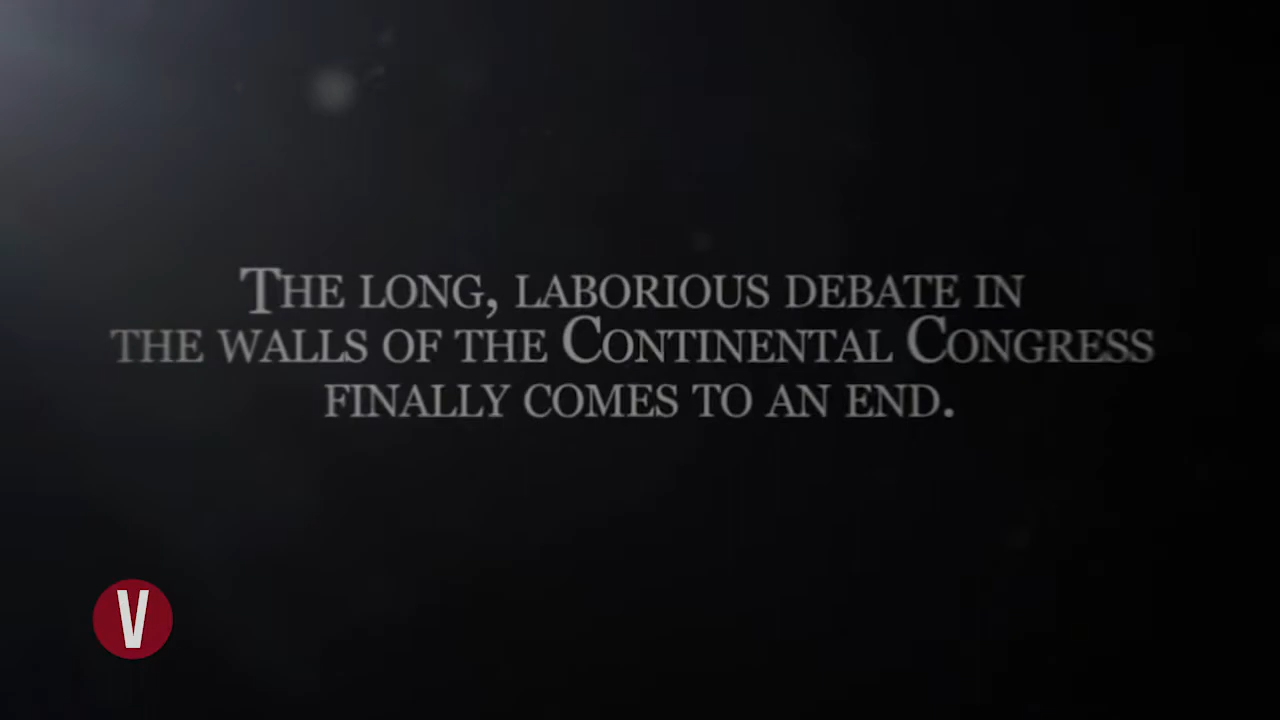 The long, laborious debate in
the walls of the Continental Congress
finally comes to an end.
V